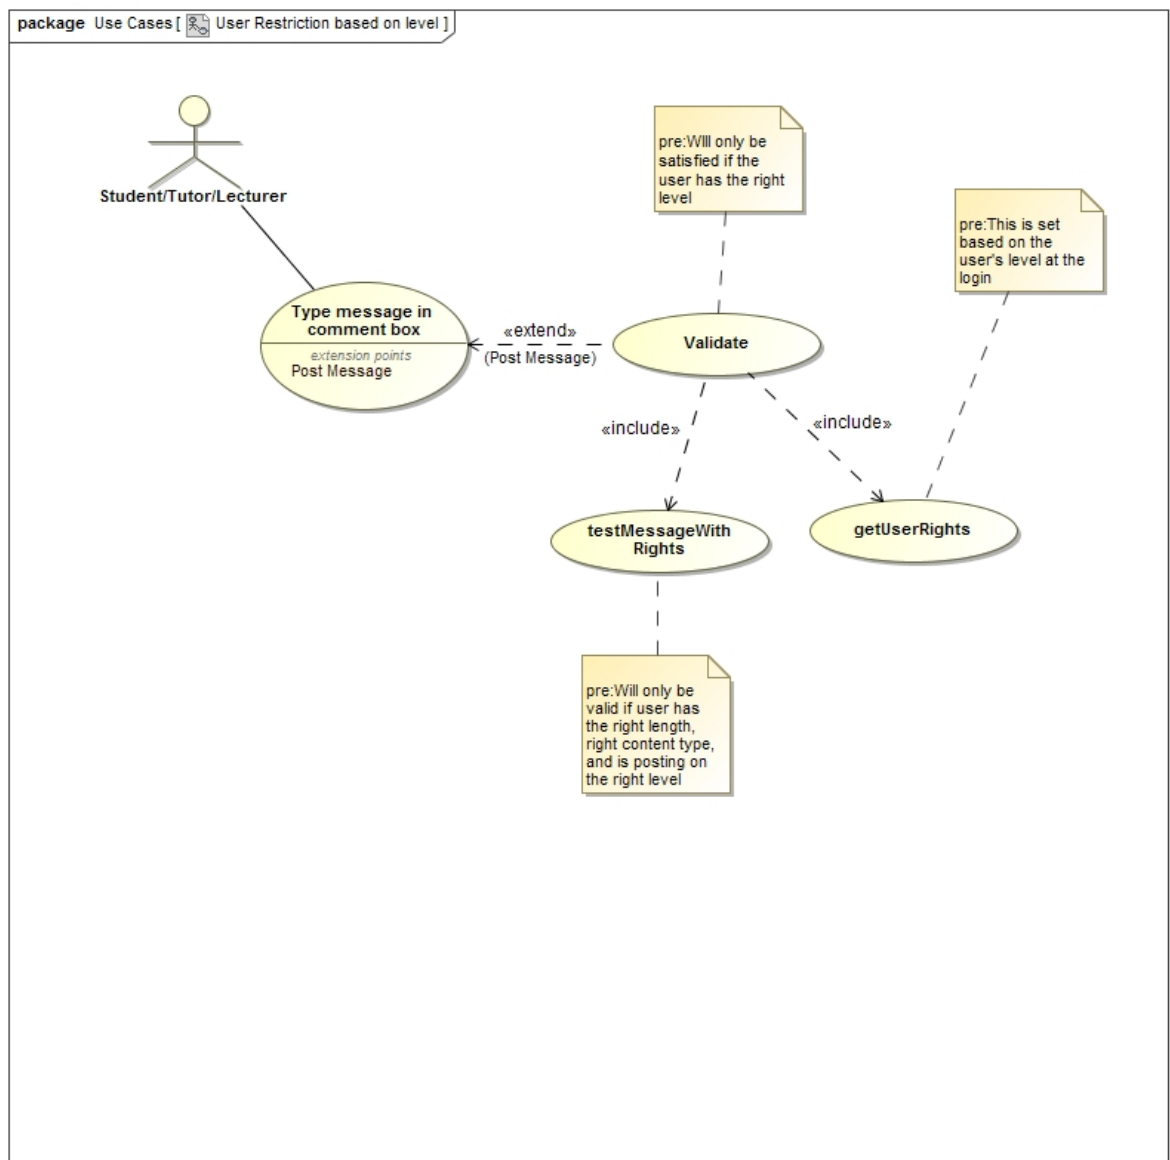 package Use Cases [ User Restriction based on level ]
Student/Tutor/Lecturer
Type message in
comment box
extension points
Post Message
«extend»
(Post Message)
pre:WIll only be
satisfied if the
user has the right
level
Validate
pre:This is set
based on the
user's level at the
login
«include»
«include»
testMessageWith
Rights
getUserRights
pre:Will only be
valid if user has
the right length,
right content type,
and is posting on
the right level